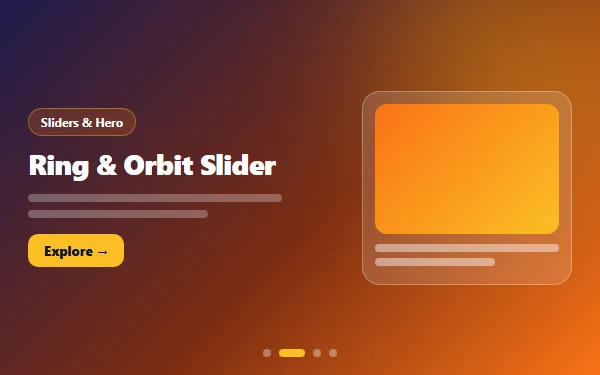 Sliders & Hero
Ring & Orbit Slider
Explore →